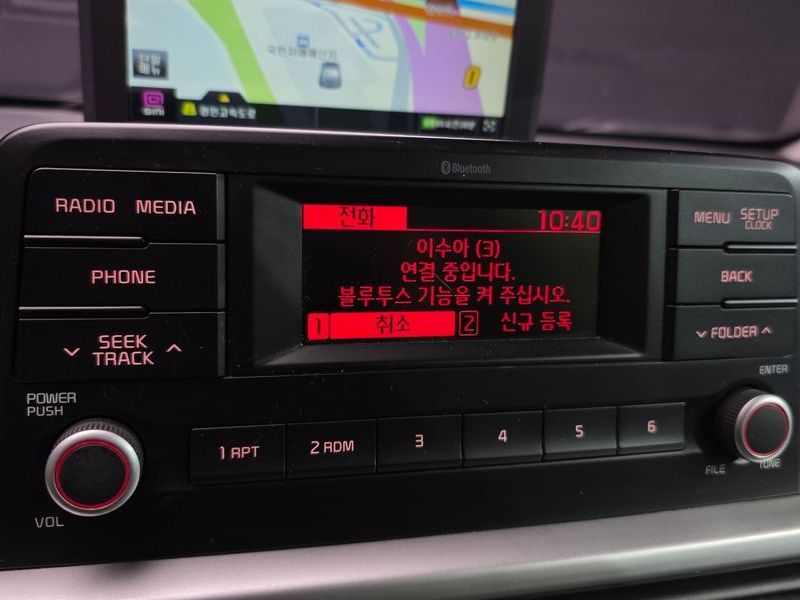 Bluetooth
RADIO MEDIA
전화 10:40
MENU SETUP
CLOCK
이수아 (3)
연결 중입니다.
블루투스 기능을 켜 주십시오.
1 취소 2 신규 등록
PHONE
BACK
SEEK
TRACK
FOLDER
POWER
PUSH
ENTER
1 RPT
2 RDM
3
4
5
6
VOL
FILE
TUNE